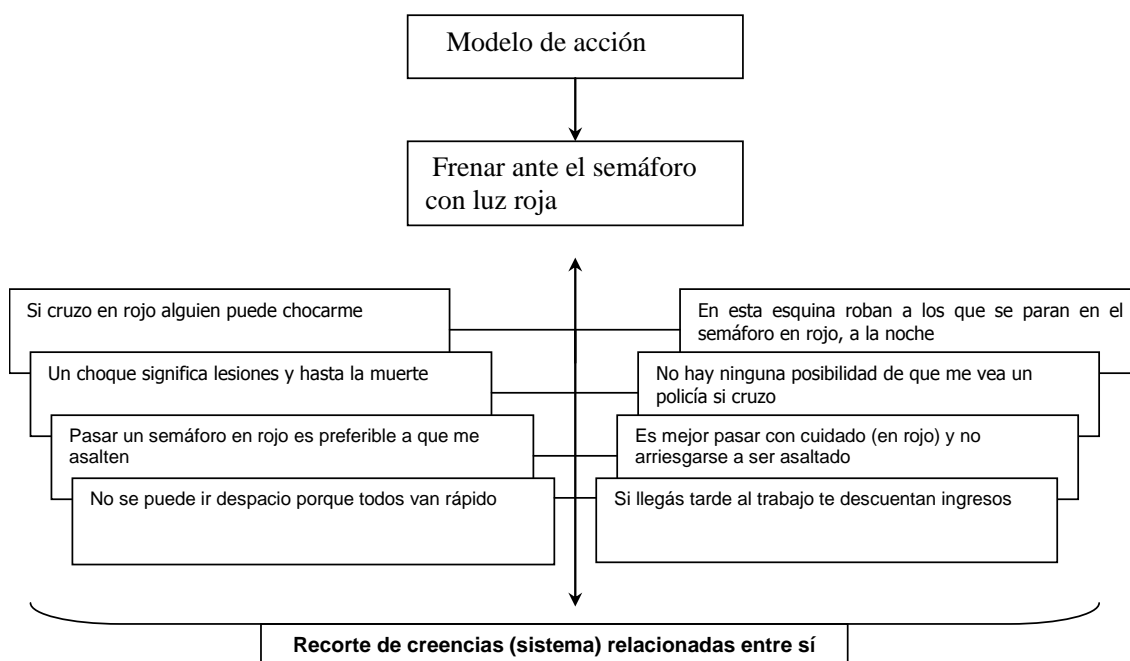 Modelo de acción
Frenar ante el semáforo
con luz roja
Si cruzo en rojo alguien puede chocarme
Un choque significa lesiones y hasta la muerte
Pasar un semáforo en rojo es preferible a que me
asalten
No se puede ir despacio porque todos van rápido
En esta esquina roban a los que se paran en el
semáforo en rojo, a la noche
No hay ninguna posibilidad de que me vea un
policía si cruzo
Es mejor pasar con cuidado (en rojo) y no
arriesgarse a ser asaltado
Si llegás tarde al trabajo te descuentan ingresos
Recorte de creencias (sistema) relacionadas entre sí